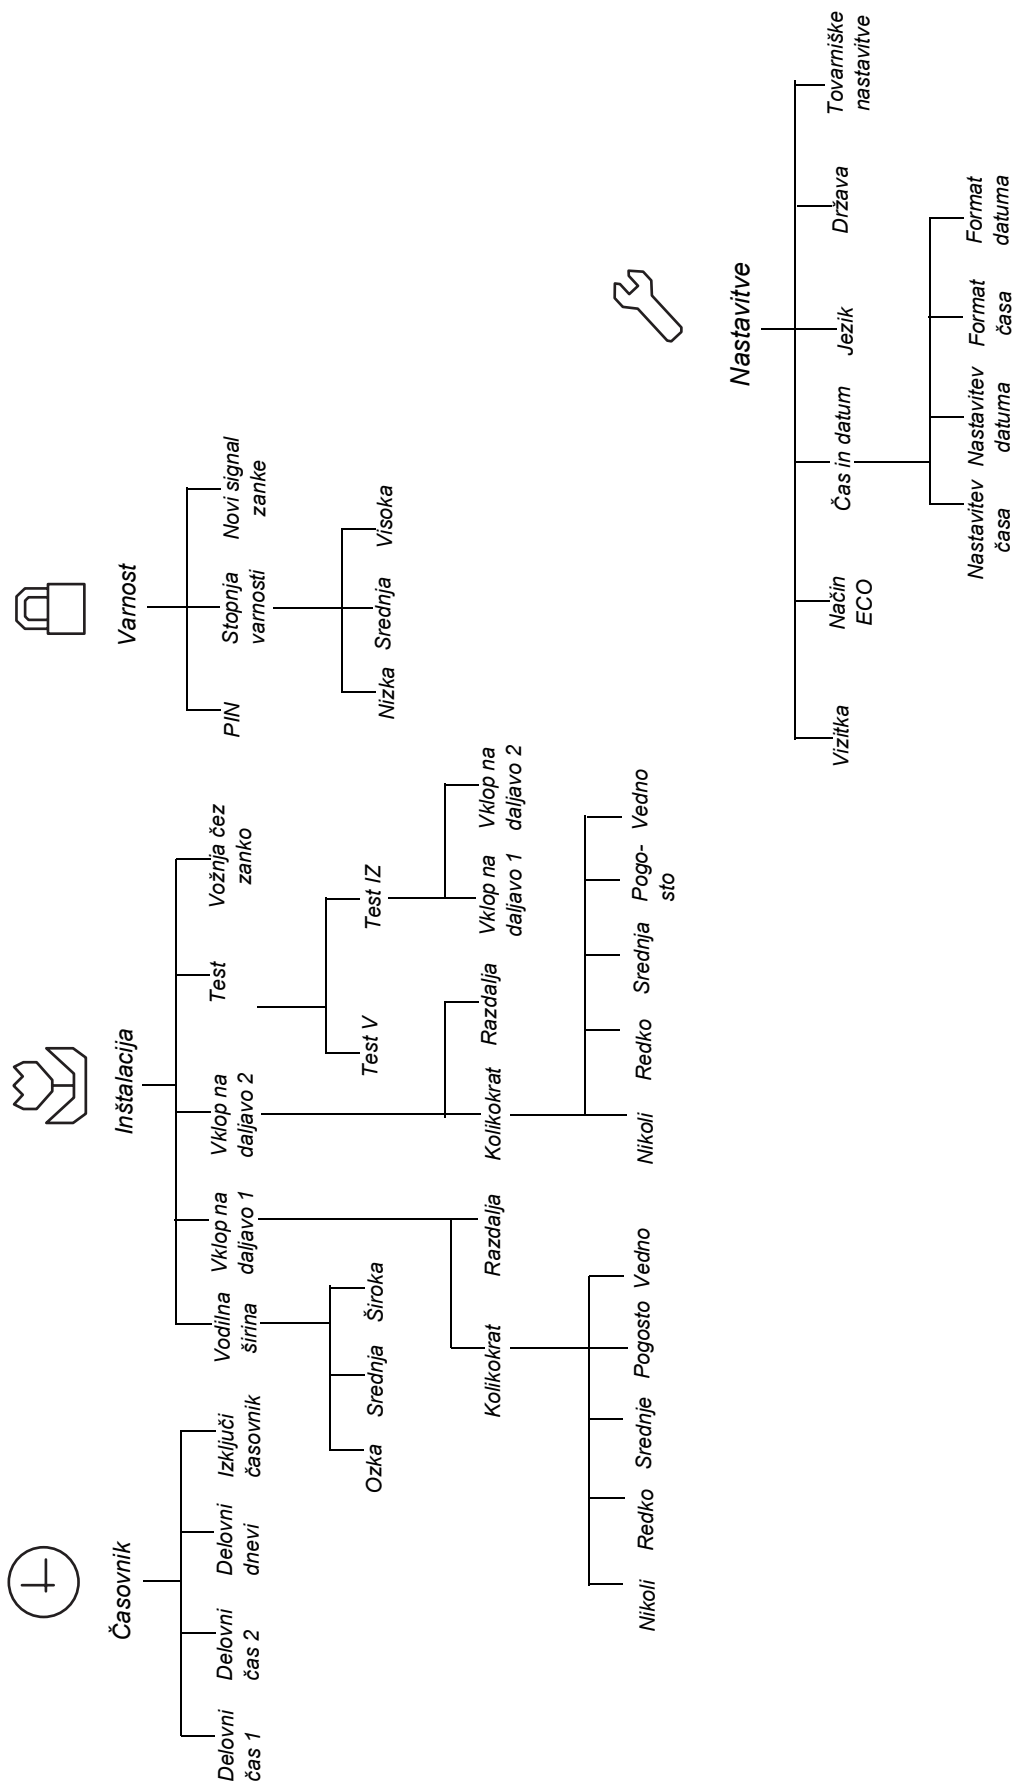 Časovnik
Delovni
čas 1
Delovni
čas 2
Delovni
dnevi
Izključi
časovnik
Inštalacija
Vodilna
širina
Ozka
Srednja
Široka
Vklop na
daljavo 1
Kolikokrat
Nikoli
Redko
Srednje
Pogosto
Vedno
Razdalja
Vklop na
daljavo 2
Kolikokrat
Nikoli
Redko
Srednja
Pogo-
sto
Vedno
Razdalja
Test
Test V
Test IZ
Vklop na
daljavo 1
Vklop na
daljavo 2
Vožnja čez
zanko
Varnost
PIN
Stopnja
varnosti
Nizka
Srednja
Visoka
Novi signal
zanke
Nastavitve
Vizitka
Način
ECO
Čas in datum
Nastavitev
časa
Nastavitev
datuma
Format
časa
Format
datuma
Jezik
Država
Tovarniške
nastavitve